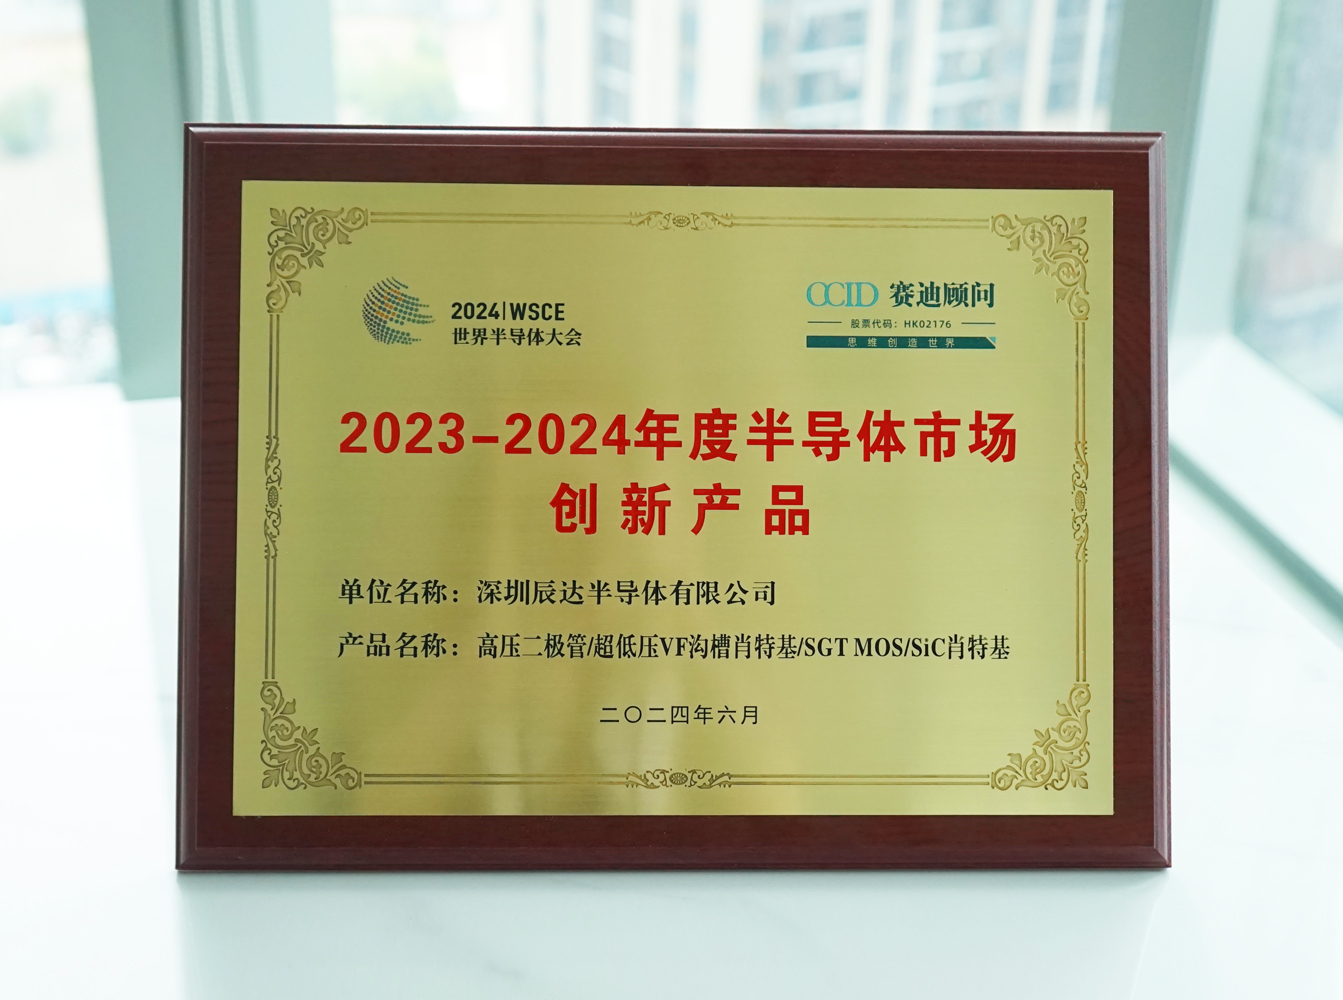 2024|WSCE
世界半导体大会
CCID 赛迪顾问
股票代码：HK02176
思维创造世界
2023-2024年度半导体市场
创新产品
单位名称：深圳辰达半导体有限公司
产品名称：高压二极管/超低压VF沟槽肖特基/SGT MOS/SiC肖特基
二〇二四年六月